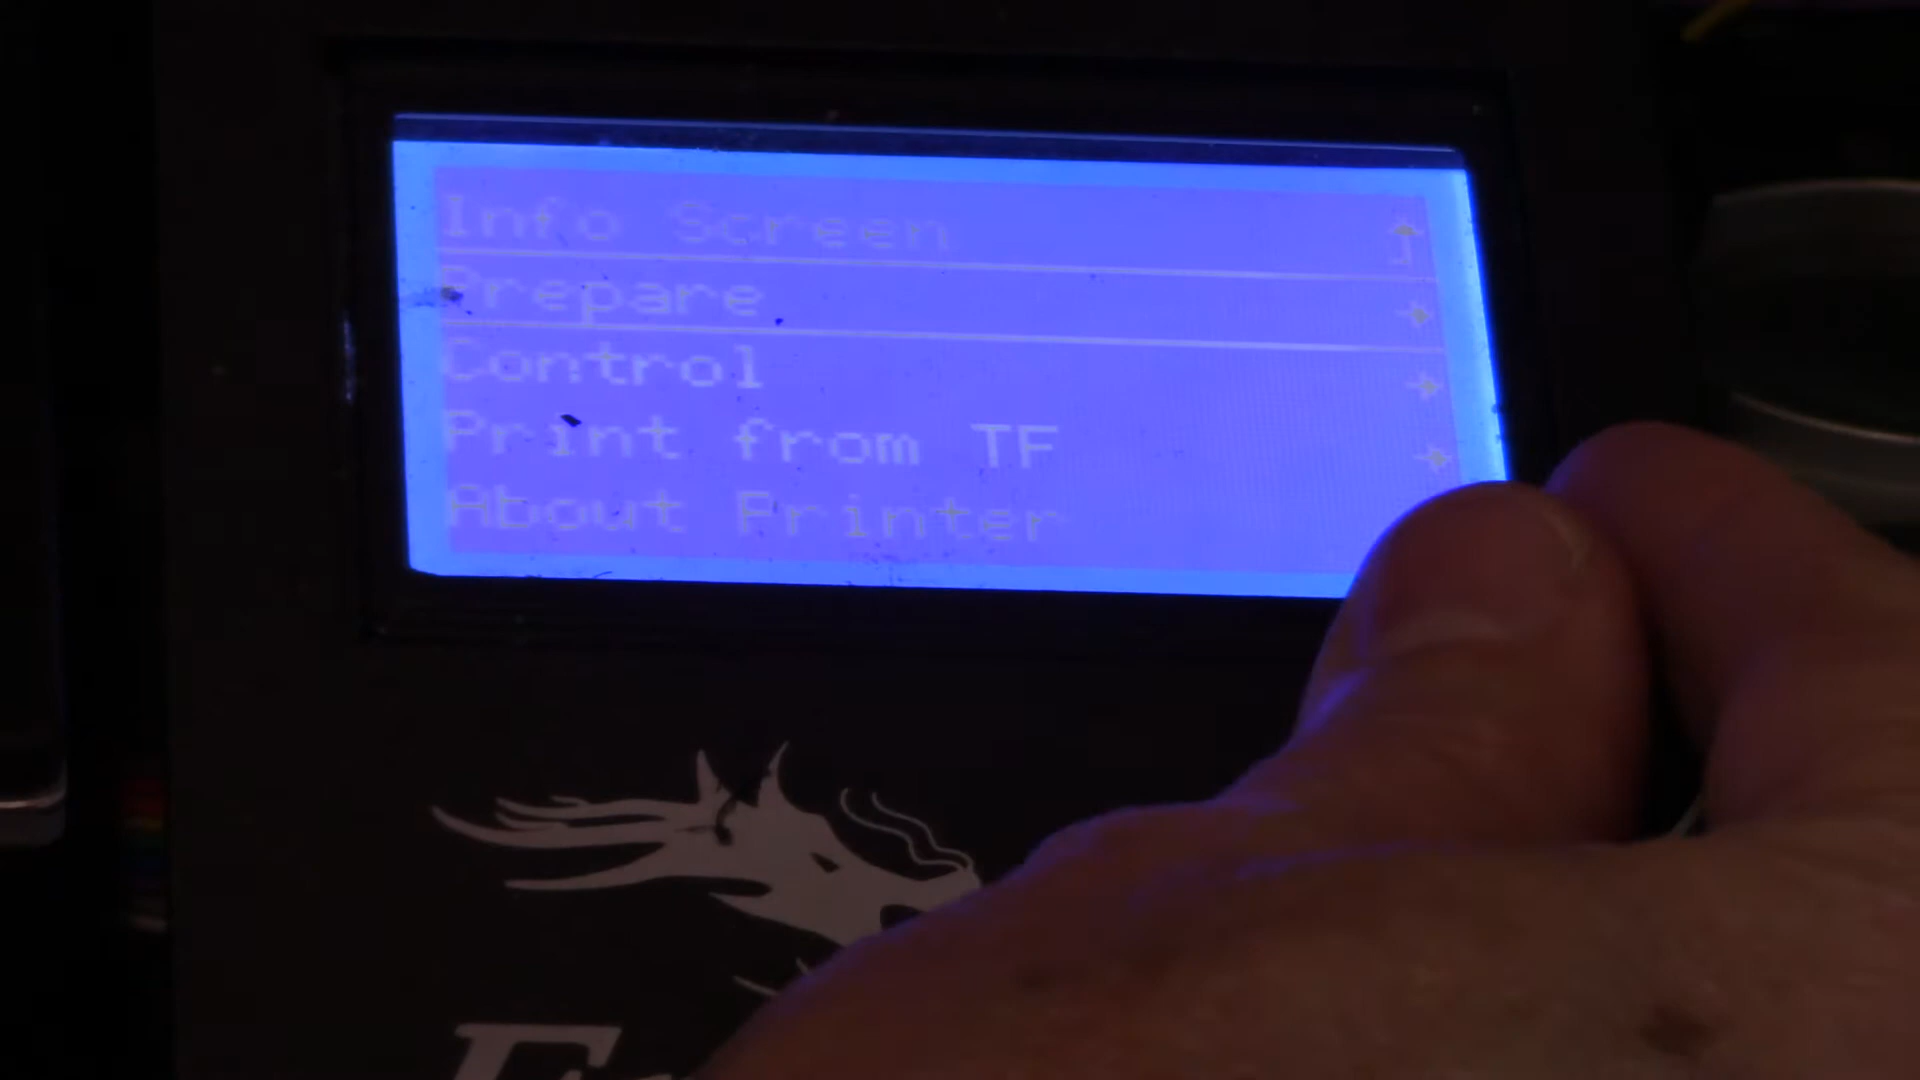 Info Screen
Prepare
Control
Print from TF
About Printer